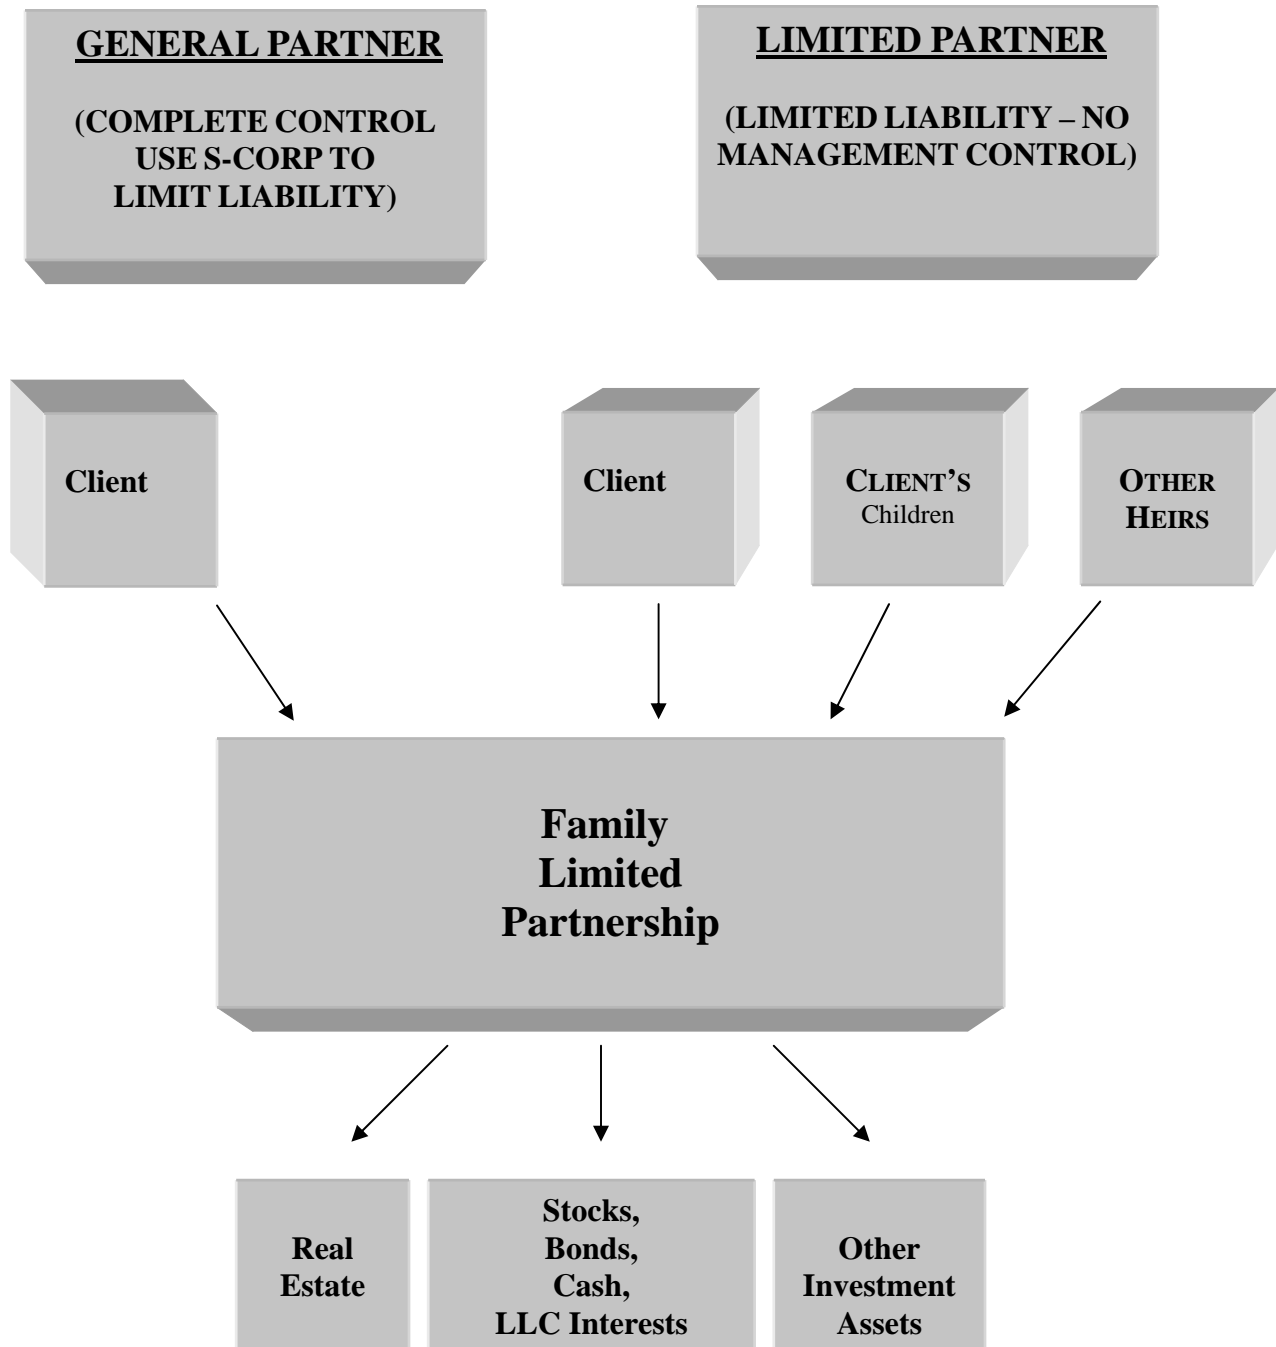 GENERAL PARTNER
(COMPLETE CONTROL
USE S-CORP TO
LIMIT LIABILITY)
LIMITED PARTNER
(LIMITED LIABILITY – NO
MANAGEMENT CONTROL)
Client
Client
CLIENT'S
Children
OTHER
HEIRS
Family
Limited
Partnership
Real
Estate
Stocks,
Bonds,
Cash,
LLC Interests
Other
Investment
Assets